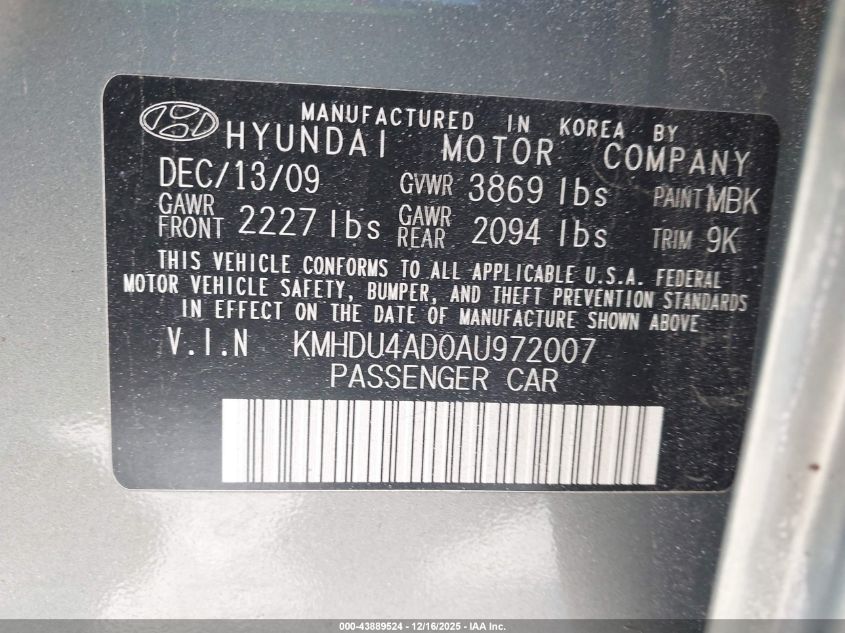 MANUFACTURED IN KOREA BY
HYUNDAI MOTOR COMPANY
DEC/13/09 GVWR 3869 lbs PAINT MBK
GAWR FRONT 2227 lbs GAWR REAR 2094 lbs TRIM 9K
THIS VEHICLE CONFORMS TO ALL APPLICABLE U.S.A. FEDERAL
MOTOR VEHICLE SAFETY, BUMPER, AND THEFT PREVENTION STANDARDS
IN EFFECT ON THE DATE OF MANUFACTURE SHOWN ABOVE
V.I.N KMHDU4AD0AU972007
PASSENGER CAR
000-43889524 - 12/16/2025 - IAA Inc.